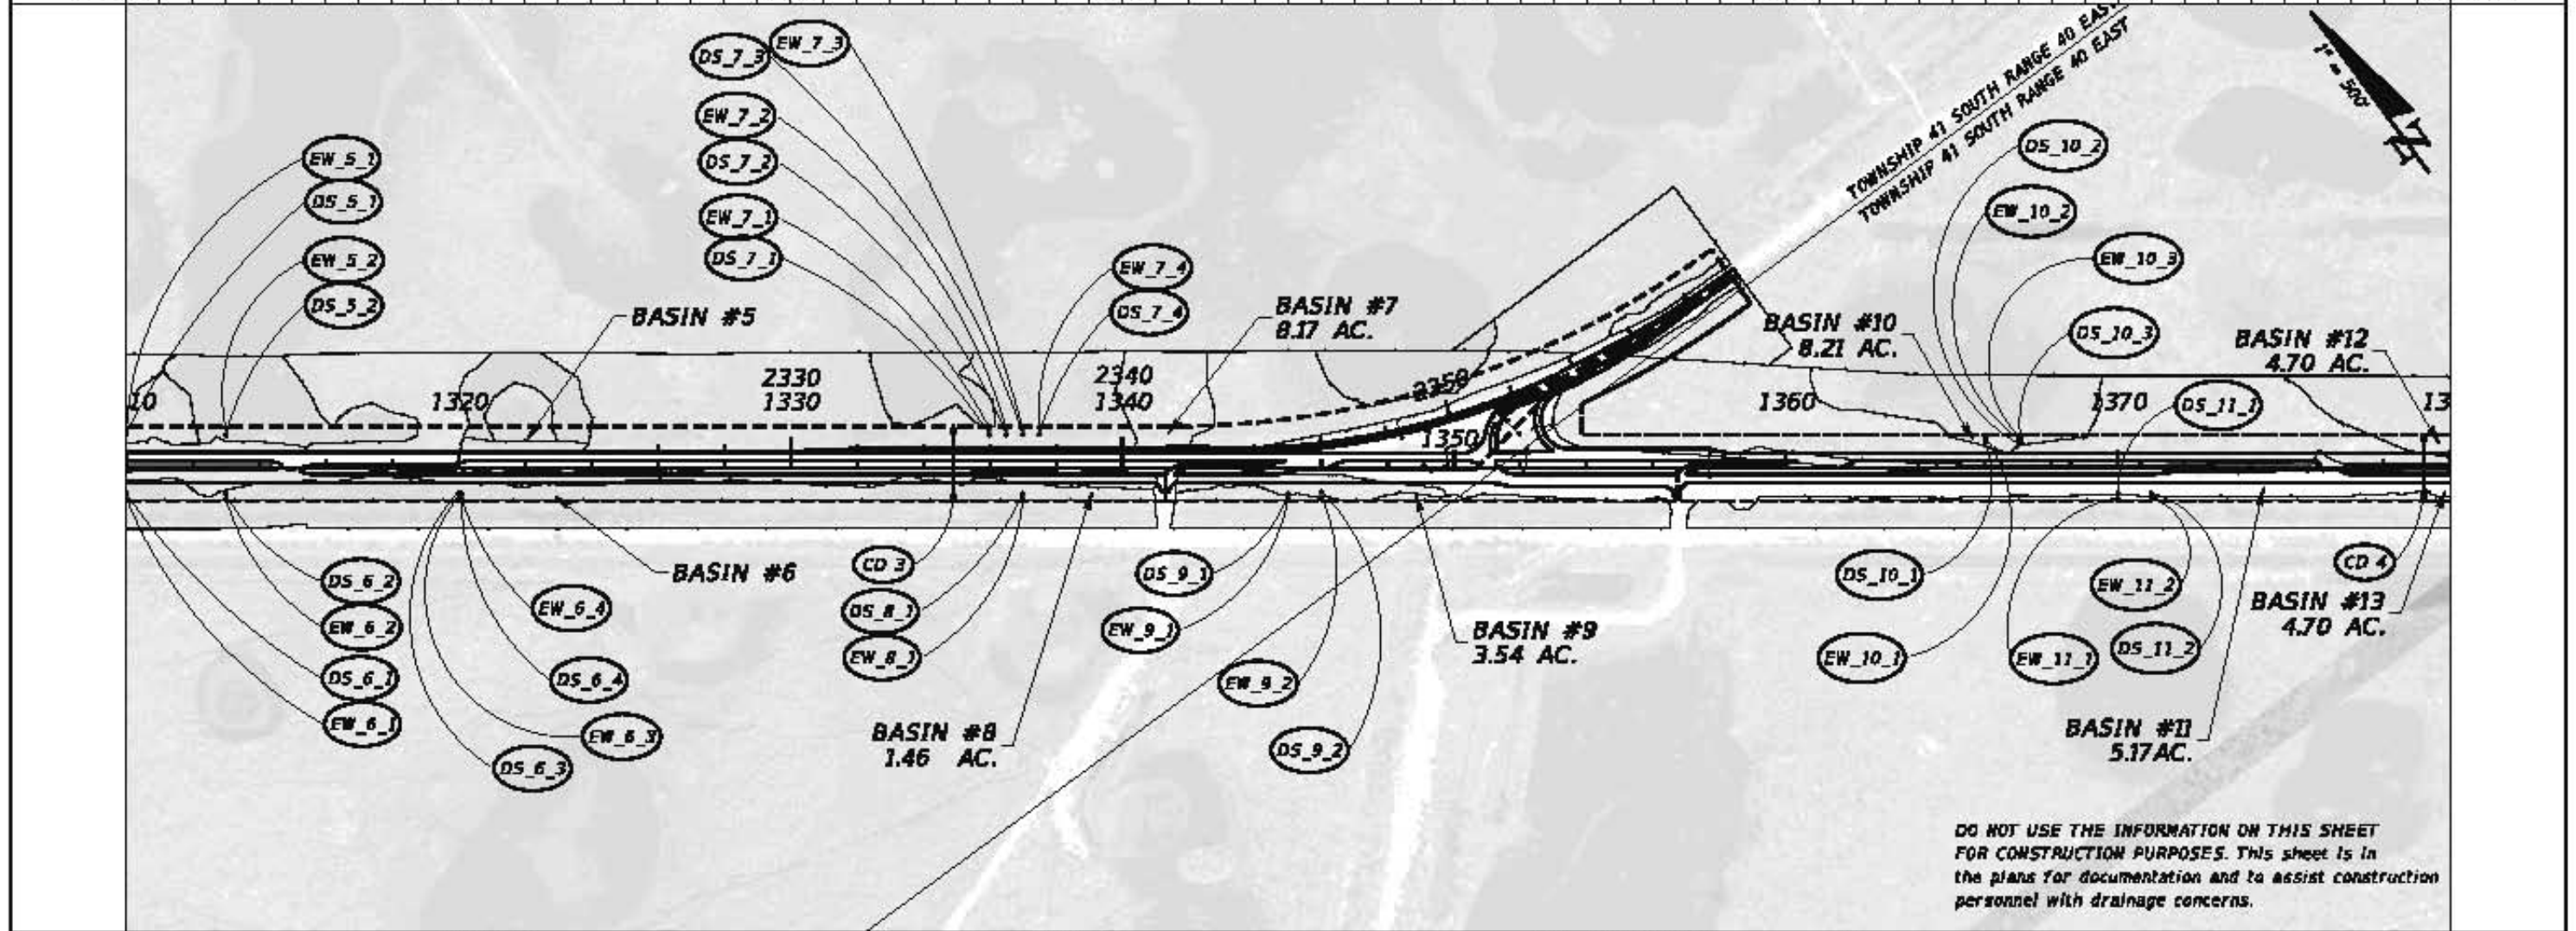 DS_7_3
EW_7_3
EW_7_2
DS_7_2
EW_7_1
DS_7_1
EW_5_1
DS_5_1
EW_5_2
DS_5_2
EW_7_4
DS_7_4
BASIN #5
BASIN #7
8.17 AC.
TOWNSHIP 41 SOUTH RANGE 40 EAST
TOWNSHIP 41 SOUTH RANGE 40 EAST
1" = 500'
N
DS_10_2
EW_10_2
EW_10_3
DS_10_3
BASIN #10
8.21 AC.
BASIN #12
4.70 AC.
DS_11_1
10
1320
2330
1330
2340
1340
2350
1350
1360
1370
13
DS_6_2
EW_6_2
DS_6_1
EW_6_1
EW_6_4
DS_6_4
EW_6_3
DS_6_3
BASIN #6
CD 3
DS_8_1
EW_8_1
BASIN #8
1.46 AC.
DS_9_1
EW_9_1
EW_9_2
DS_9_2
BASIN #9
3.54 AC.
DS_10_1
EW_10_1
EW_11_1
EW_11_2
DS_11_2
CD 4
BASIN #13
4.70 AC.
BASIN #11
5.17 AC.
DO NOT USE THE INFORMATION ON THIS SHEET
FOR CONSTRUCTION PURPOSES. This sheet is in
the plans for documentation and to assist construction
personnel with drainage concerns.